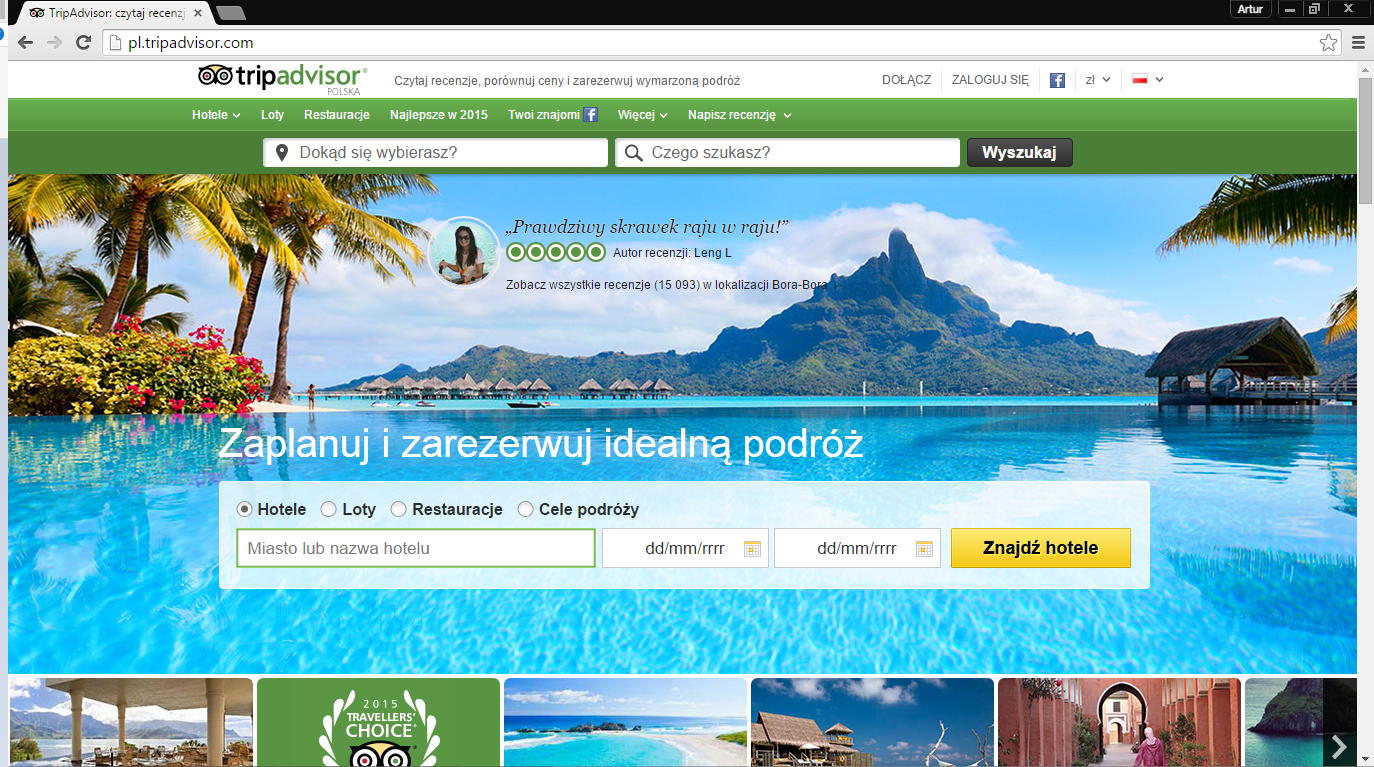 TripAdvisor: czytaj recenzj
Artur
pl.tripadvisor.com
tripadvisor®
POLSKA
Czytaj recenzje, porównuj ceny i zarezerwuj wymarzoną podróż
DOŁĄCZ
ZALOGUJ SIĘ
zł
Hotele
Loty
Restauracje
Najlepsze w 2015
Twoi znajomi
Więcej
Napisz recenzję
Dokąd się wybierasz?
Czego szukasz?
Wyszukaj
„Prawdziwy skrawek raju w raju!”
Autor recenzji: Leng L
Zobacz wszystkie recenzje (15 093) w lokalizacji Bora-Bora
Zaplanuj i zarezerwuj idealną podróż
Hotele
Loty
Restauracje
Cele podróży
Miasto lub nazwa hotelu
dd/mm/rrrr
dd/mm/rrrr
Znajdź hotele
2015
TRAVELLERS'
CHOICE®